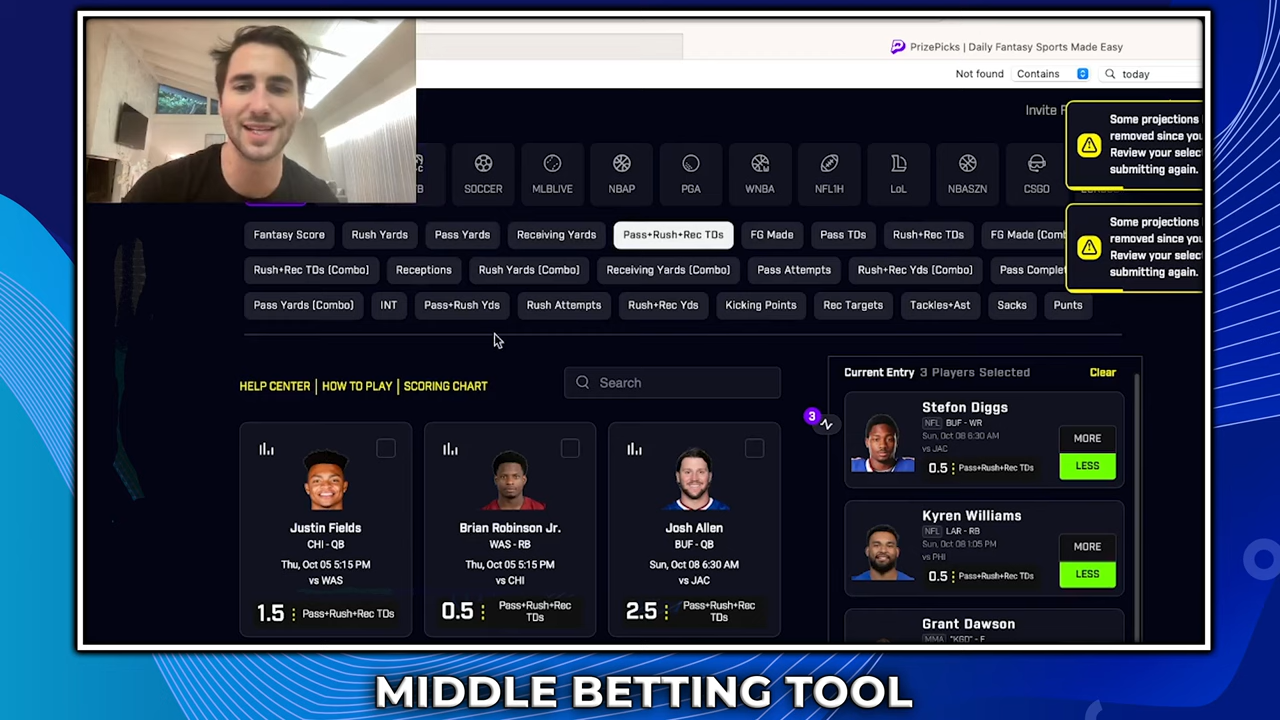 PrizePicks | Daily Fantasy Sports Made Easy
Not found
Contains
today
Invite
Some projections
removed since you
Review your selec
submitting again.
Some projections
removed since you
Review your selec
submitting again.
SOCCER
MLBLIVE
NBAP
PGA
WNBA
NFL1H
LoL
NBASZN
CSGO
Fantasy Score
Rush Yards
Pass Yards
Receiving Yards
Pass+Rush+Rec TDs
FG Made
Pass TDs
Rush+Rec TDs
FG Made (Com
Rush+Rec TDs (Combo)
Receptions
Rush Yards (Combo)
Receiving Yards (Combo)
Pass Attempts
Rush+Rec Yds (Combo)
Pass Complet
Pass Yards (Combo)
INT
Pass+Rush Yds
Rush Attempts
Rush+Rec Yds
Kicking Points
Rec Targets
Tackles+Ast
Sacks
Punts
HELP CENTER | HOW TO PLAY | SCORING CHART
Search
Justin Fields
CHI - QB
Thu, Oct 05 5:15 PM
vs WAS
1.5
Pass+Rush+Rec TDs
Brian Robinson Jr.
WAS - RB
Thu, Oct 05 5:15 PM
vs CHI
0.5
Pass+Rush+Rec
TDs
Josh Allen
BUF - QB
Sun, Oct 08 6:30 AM
vs JAC
2.5
Pass+Rush+Rec
TDs
Current Entry
3 Players Selected
Clear
3
Stefon Diggs
NFL BUF - WR
Sun, Oct 08 6:30 AM
vs JAC
0.5
Pass+Rush+Rec TDs
MORE
LESS
Kyren Williams
NFL LAR - RB
Sun, Oct 08 1:05 PM
vs PHI
0.5
Pass+Rush+Rec TDs
MORE
LESS
Grant Dawson
MMA "KGD" - F
MIDDLE BETTING TOOL